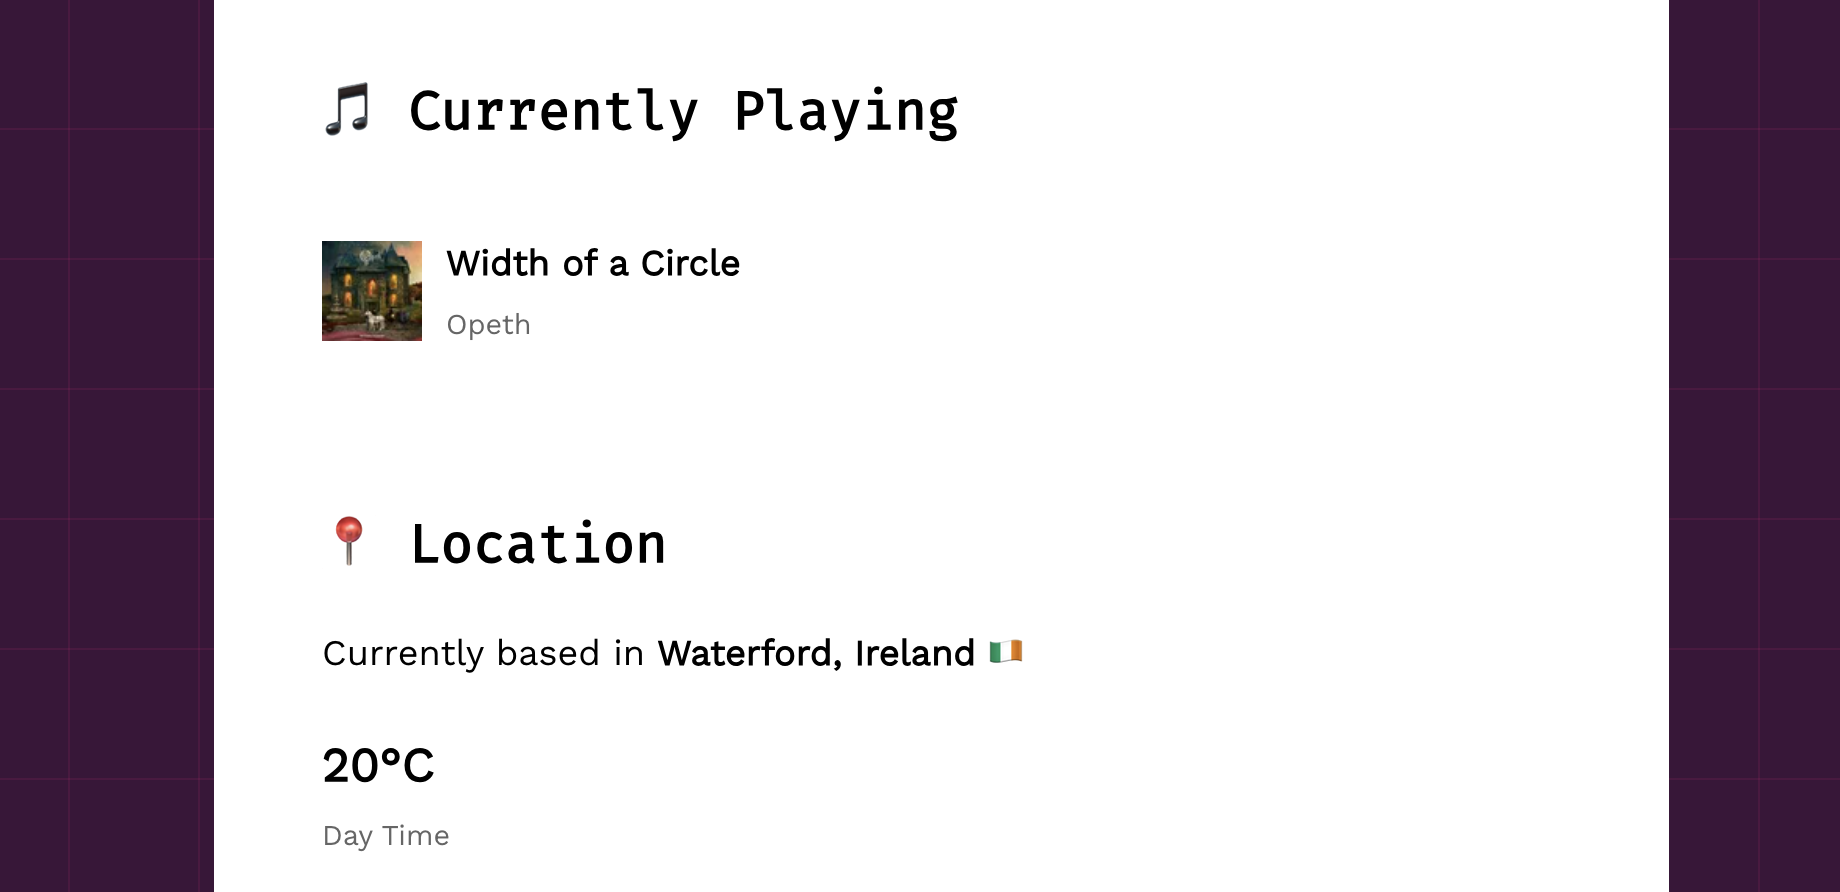 🎵 Currently Playing
Width of a Circle
Opeth
📍 Location
Currently based in Waterford, Ireland 🇮🇪
20°C
Day Time